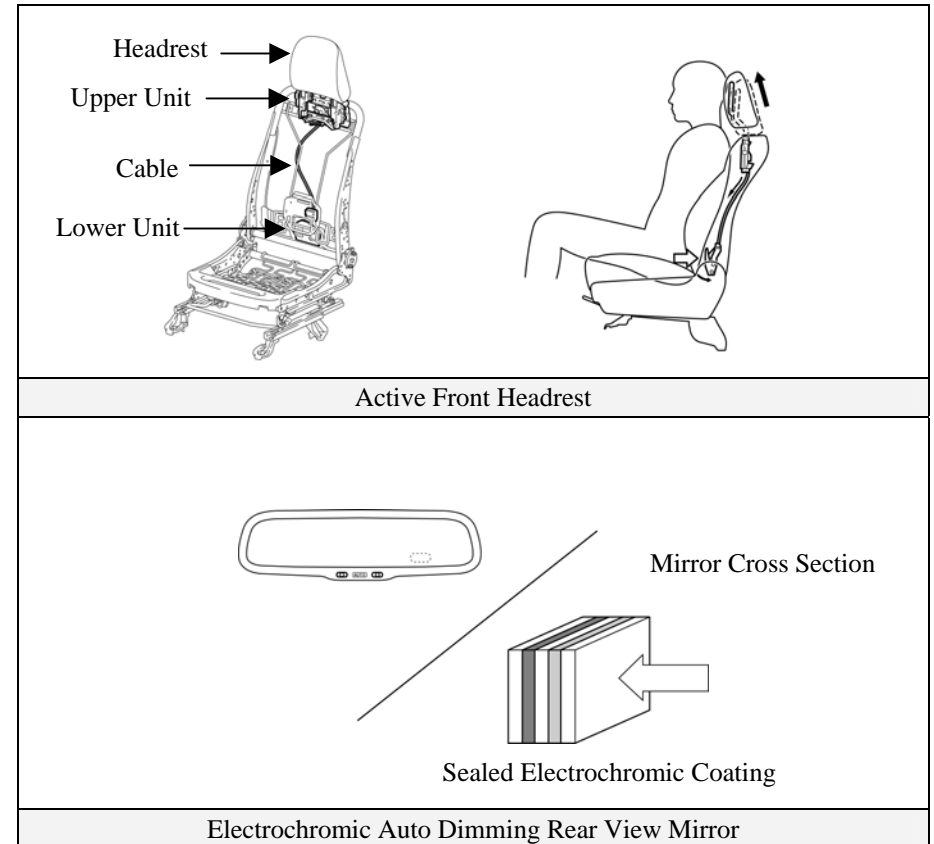 Headrest
Upper Unit
Cable
Lower Unit
Active Front Headrest
Mirror Cross Section
Sealed Electrochromic Coating
Electrochromic Auto Dimming Rear View Mirror